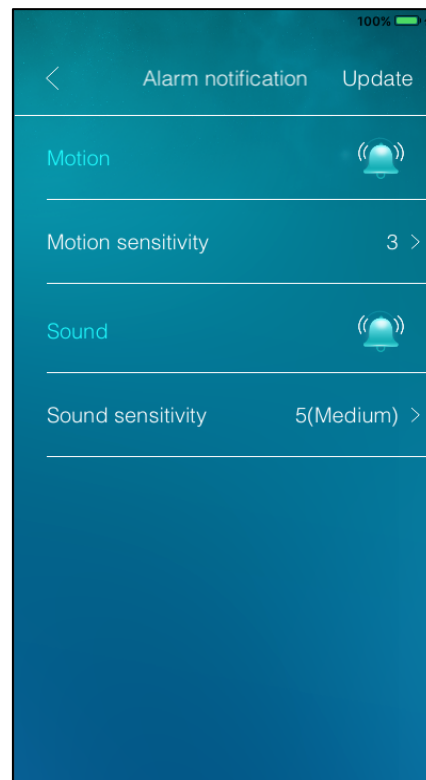 100%
Alarm notification Update
Motion
Motion sensitivity 3
Sound
Sound sensitivity 5(Medium)